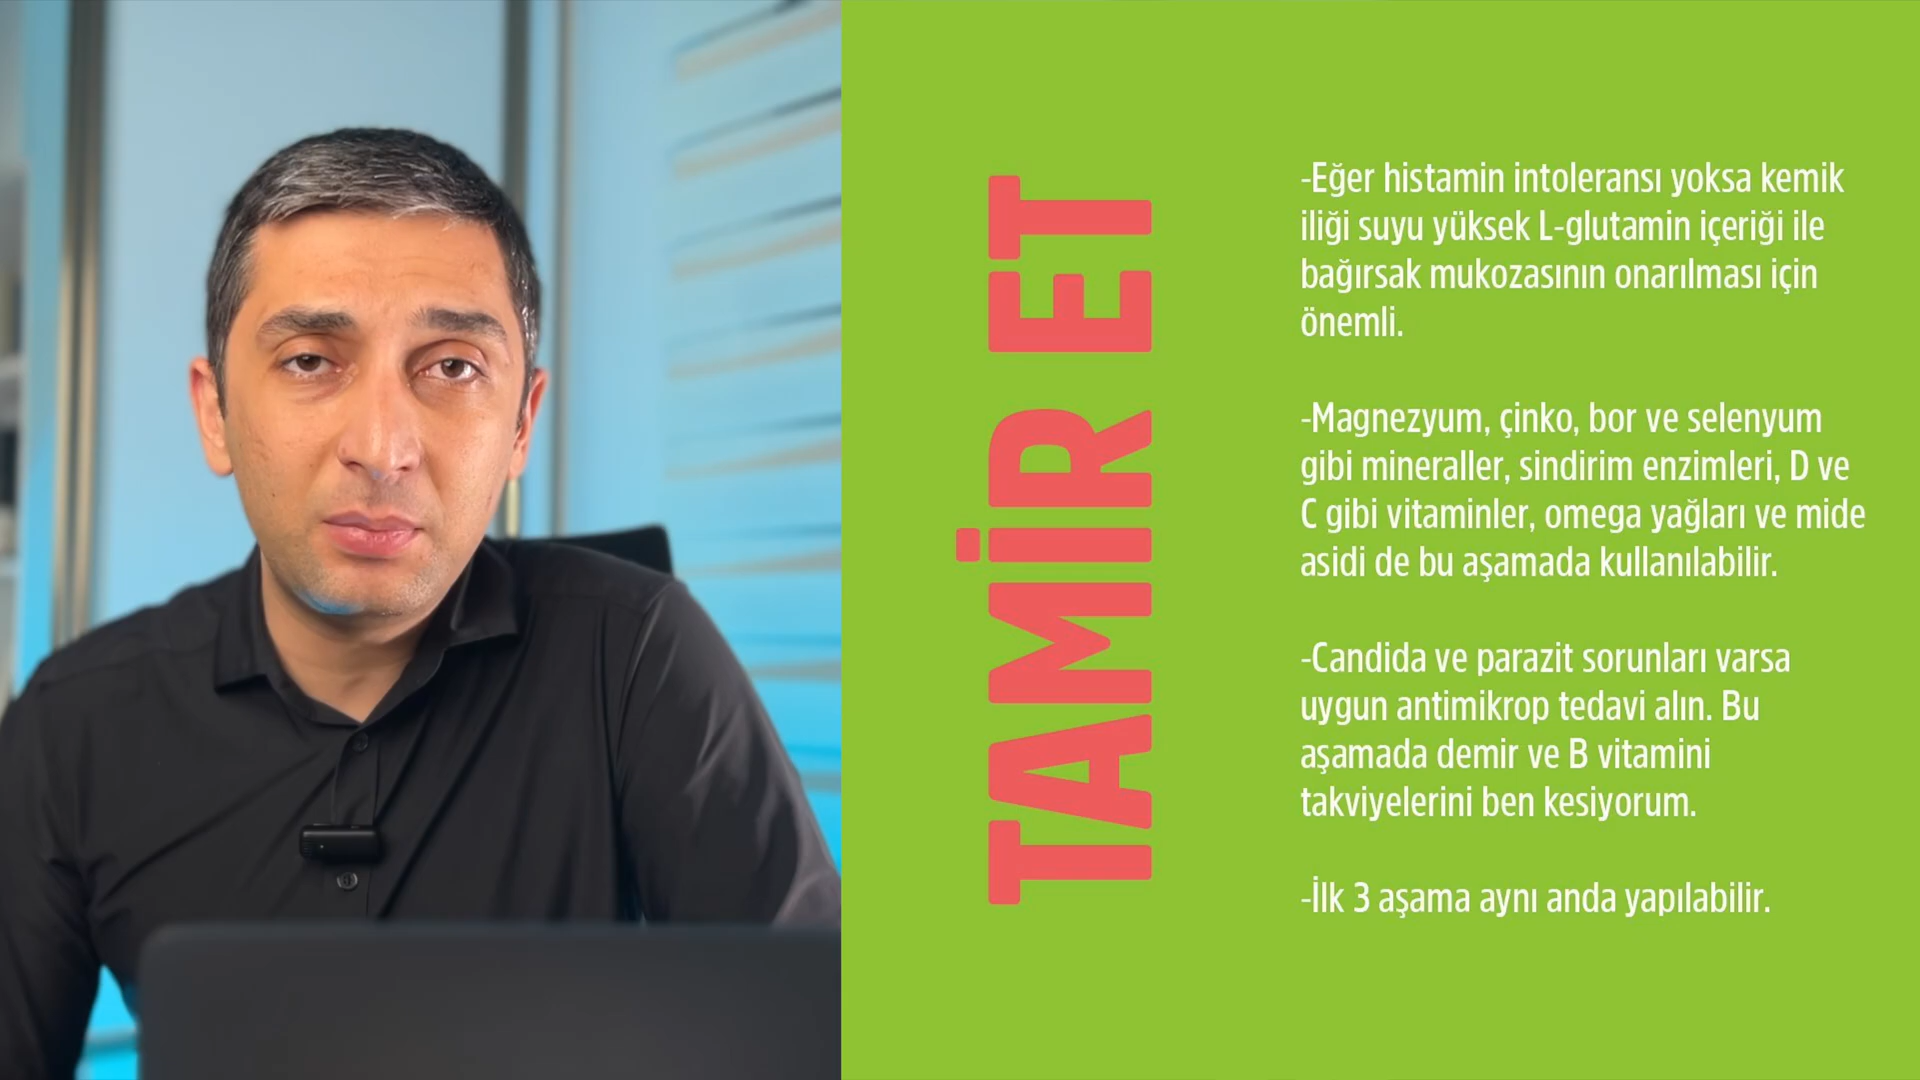 TAMİR ET
-Eğer histamin intoleransı yoksa kemik
iliği suyu yüksek L-glutamin içeriği ile
bağırsak mukozasının onarılması için
önemli.
-Magnezyum, çinko, bor ve selenyum
gibi mineraller, sindirim enzimleri, D ve
C gibi vitaminler, omega yağları ve mide
asidi de bu aşamada kullanılabilir.
-Candida ve parazit sorunları varsa
uygun antimikrop tedavi alın. Bu
aşamada demir ve B vitamini
takviyelerini ben kesiyorum.
-İlk 3 aşama aynı anda yapılabilir.